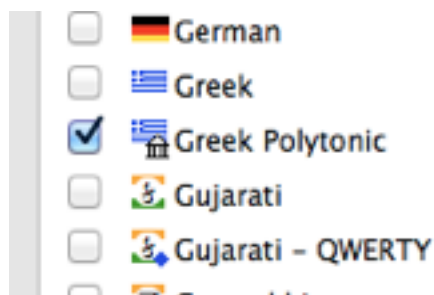 German
Greek
Greek Polytonic
Gujarati
Gujarati – QWERTY